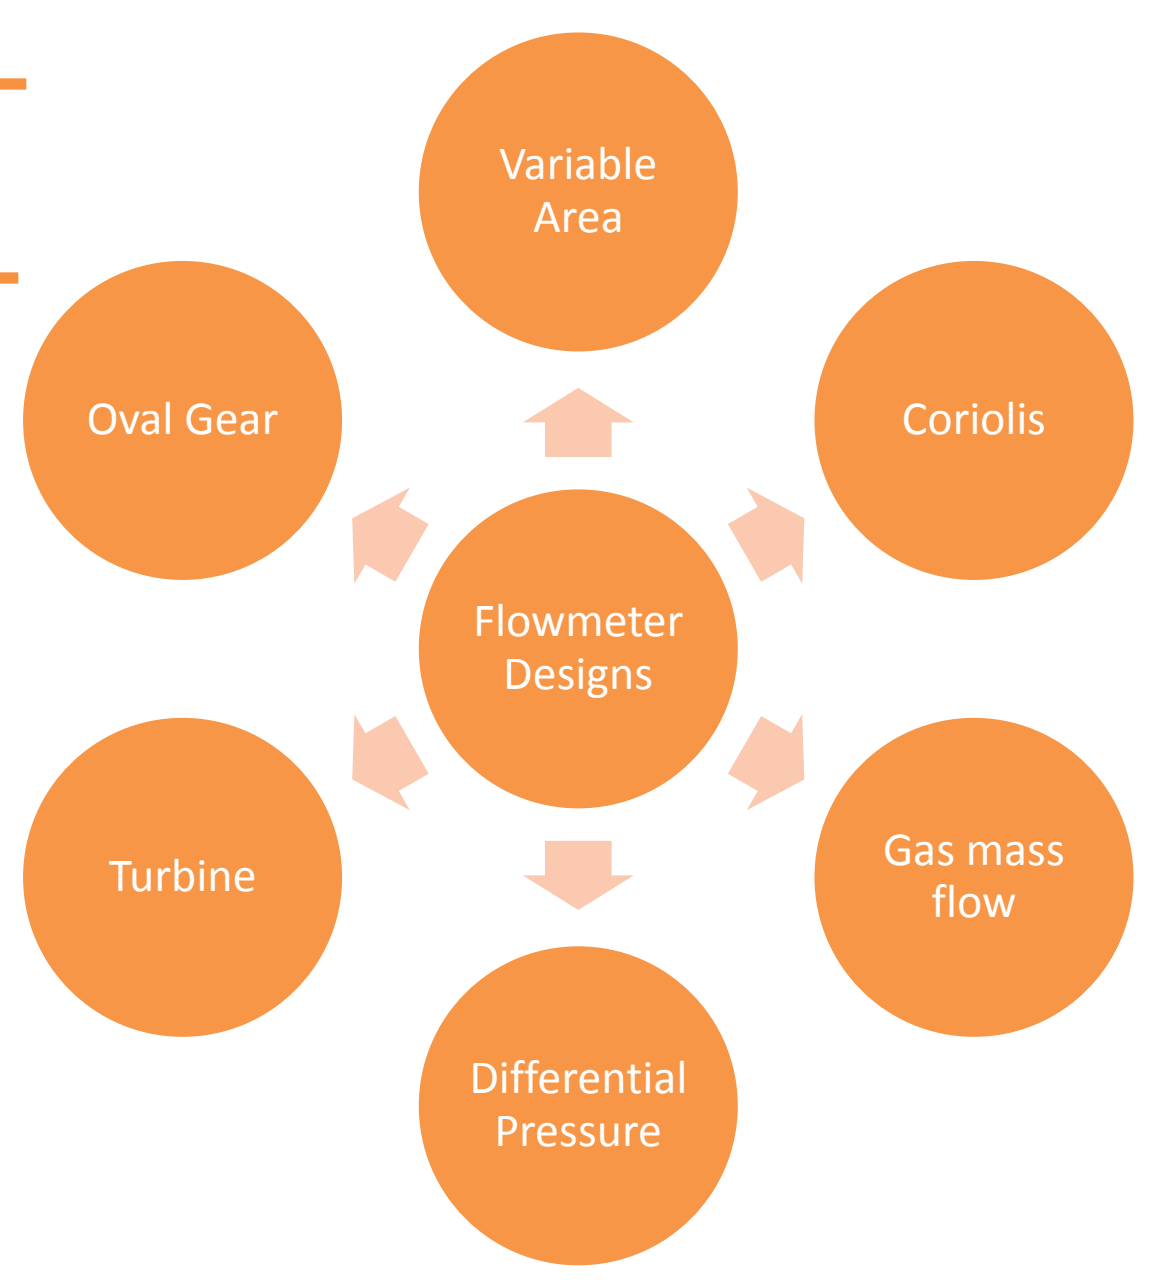 Variable
Area
Oval Gear
Coriolis
Flowmeter
Designs
Turbine
Gas mass
flow
Differential
Pressure